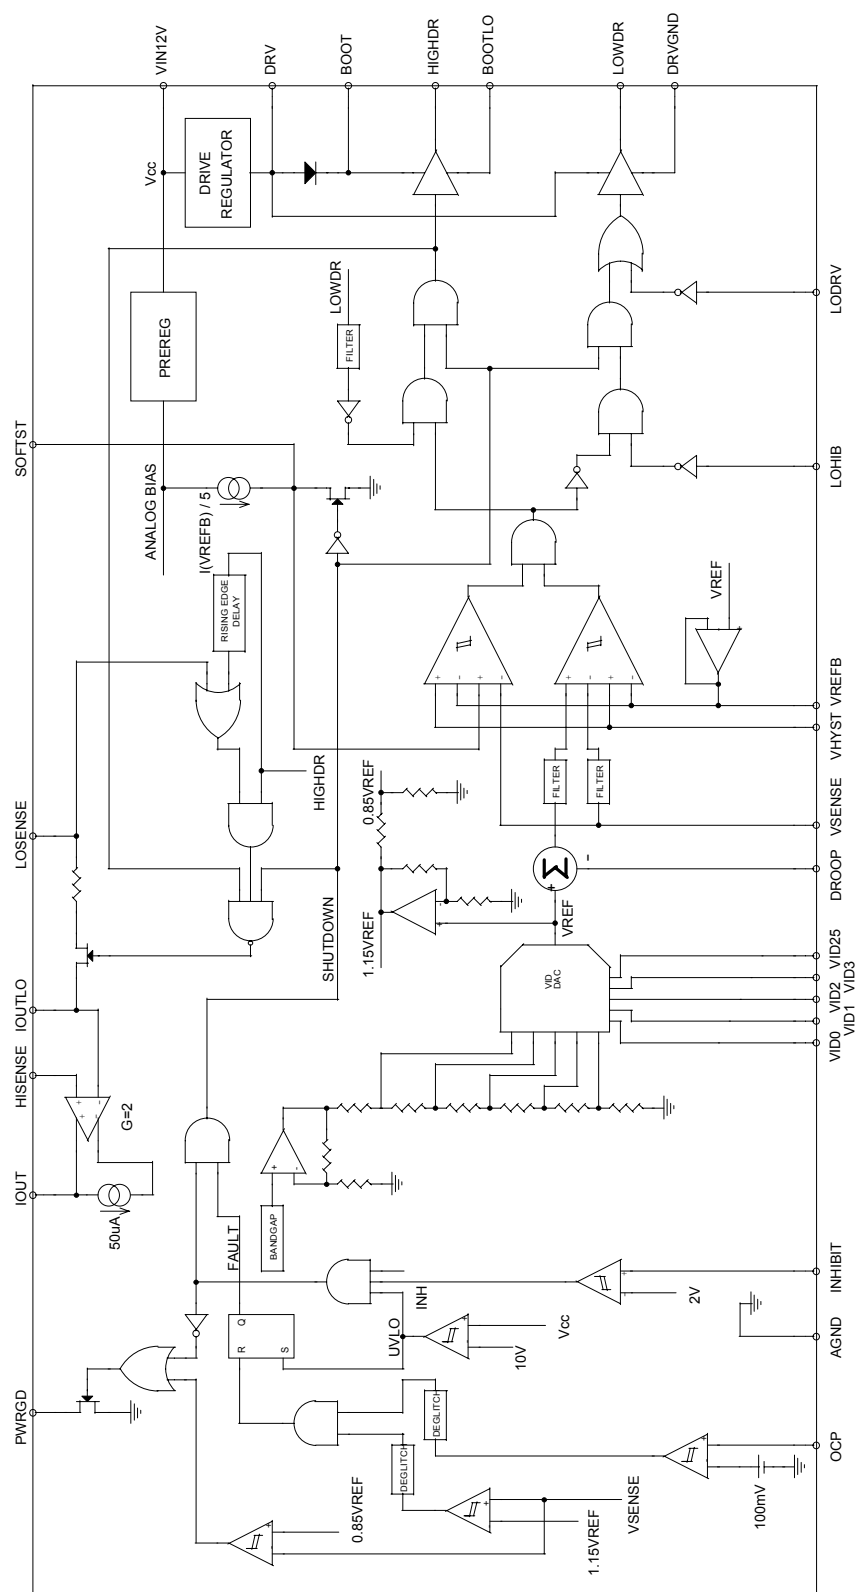 VIN12V
DRV
BOOT
HIGHDR
BOOTLO
LOWDR
DRVGND
Vcc
DRIVE
REGULATOR
LODRV
LOWDR
FILTER
PREREG
SOFTST
LOHIB
ANALOG BIAS
I(VREFB) / 5
RISING EDGE
DELAY
VREF
+
-
+
-
+
-
+
-
+
-
+
-
VREFB
VHYST
HIGHDR
0.85VREF
FILTER
FILTER
LOSENSE
VSENSE
Σ
-
+
DROOP
SHUTDOWN
1.15VREF
-
+
VREF
VID
DAC
VID25
VID3
VID2
VID1
VID0
IOUTLO
HISENSE
+
-
+
-
G=2
IOUT
50uA
+
-
BANDGAP
FAULT
INH
INHIBIT
+
-
2V
AGND
R
Q
S
UVLO
+
Vcc
10V
PWRGD
DEGLITCH
DEGLITCH
OCP
+
100mV
+
0.85VREF
+
VSENSE
1.15VREF